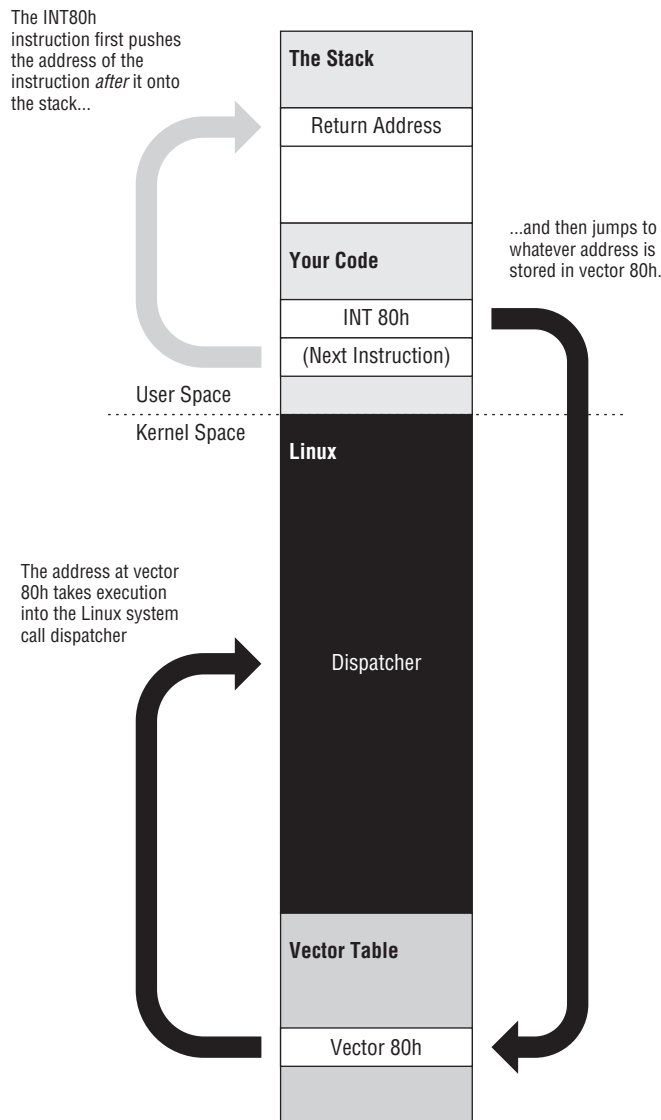 The INT80h
instruction first pushes
the address of the
instruction after it onto
the stack...
The Stack
Return Address
...and then jumps to
whatever address is
stored in vector 80h.
Your Code
INT 80h
(Next Instruction)
User Space
Kernel Space
Linux
The address at vector
80h takes execution
into the Linux system
call dispatcher
Dispatcher
Vector Table
Vector 80h